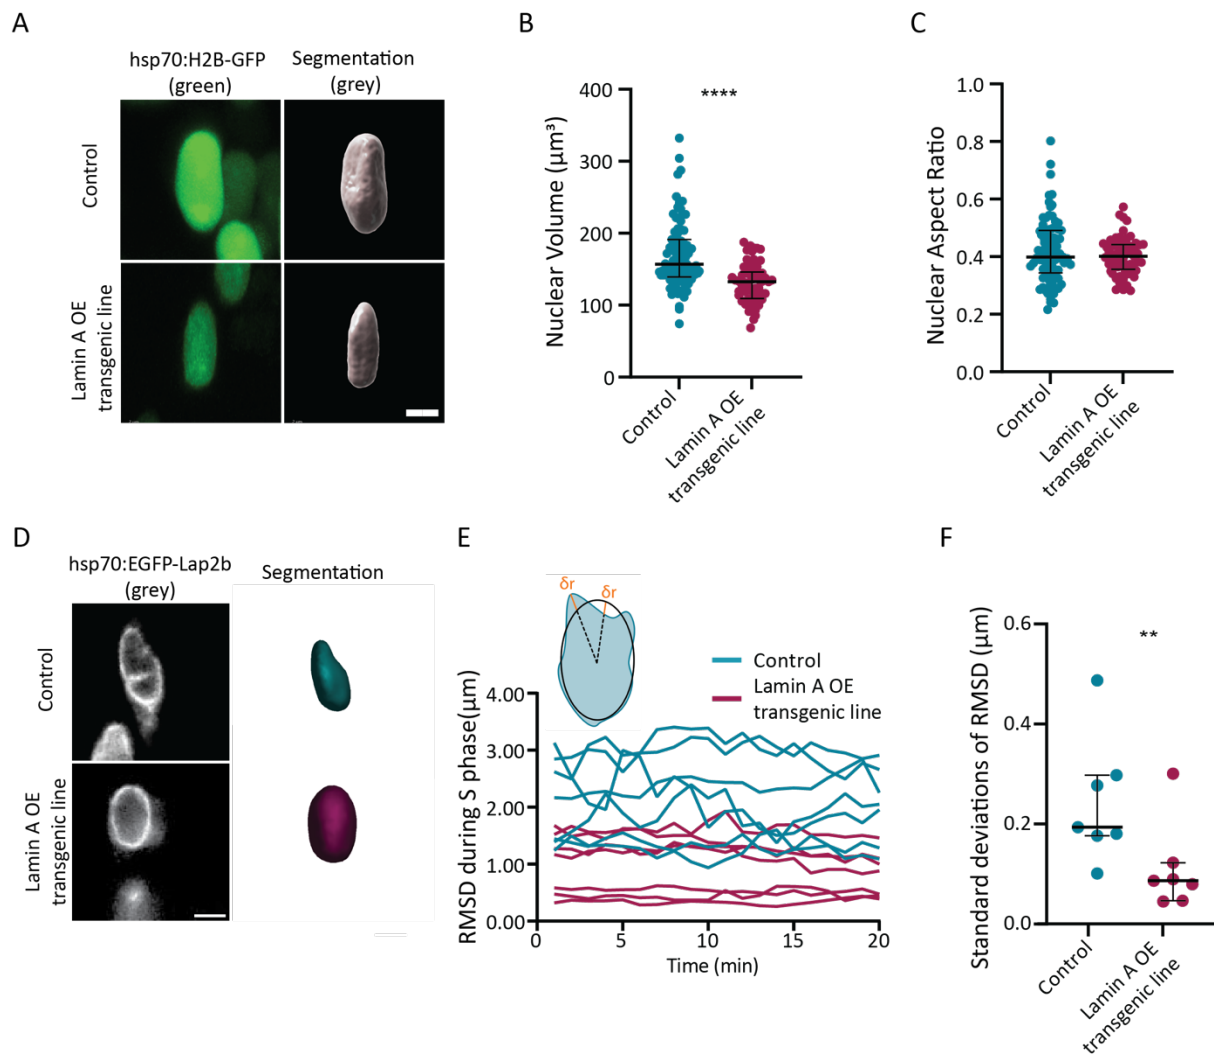 A
hsp70:H2B-GFP
(green)
Segmentation
(grey)
Control
Lamin A OE
transgenic line
B
****
Nuclear Volume (µm³)
400
300
200
100
0
Control
Lamin A OE
transgenic line
C
Nuclear Aspect Ratio
1.0
0.8
0.6
0.4
0.2
0.0
Control
Lamin A OE
transgenic line
D
hsp70:EGFP-Lap2b
(grey)
Segmentation
Control
Lamin A OE
transgenic line
E
δr
δr
Control
Lamin A OE
transgenic line
RMSD during S phase(µm)
4.00
3.00
2.00
1.00
0.00
0
5
10
15
20
Time (min)
F
**
Standard deviations of RMSD (µm)
0.6
0.4
0.2
0.0
Control
Lamin A OE
transgenic line